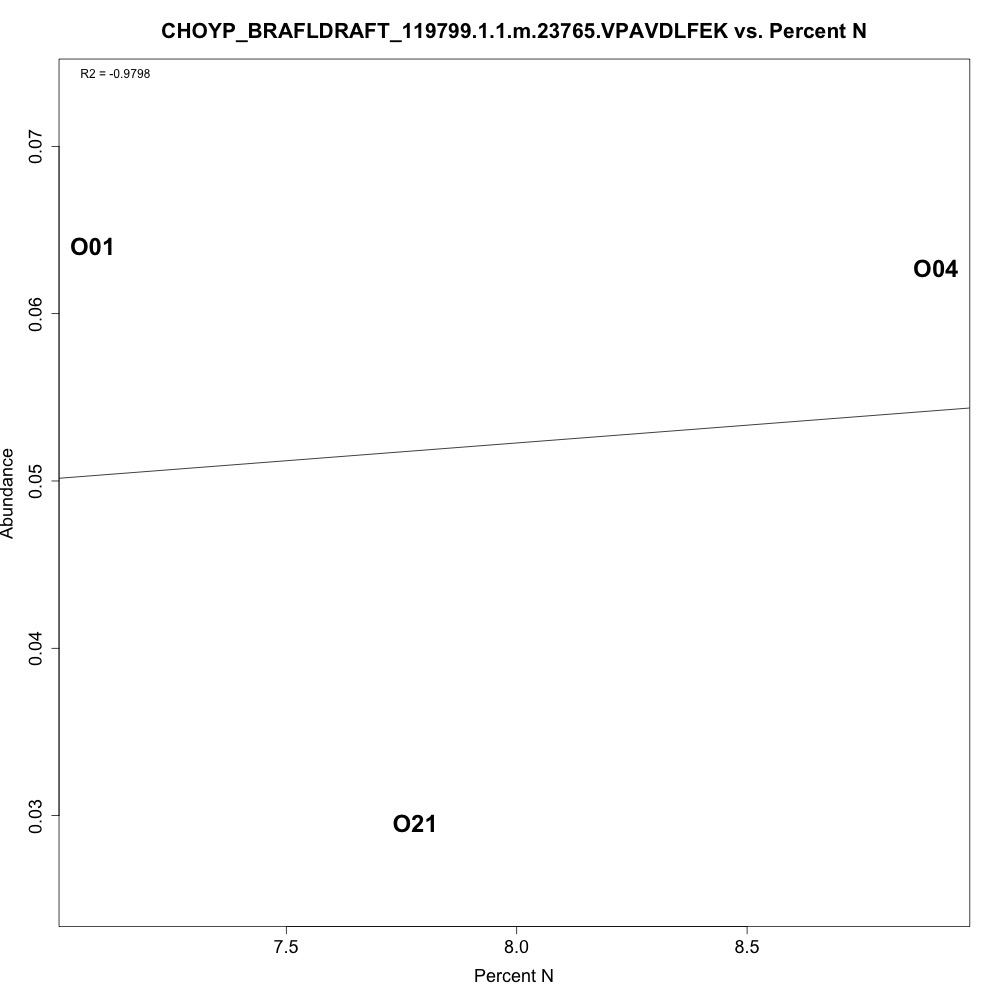 CHOYP_BRAFLDRAFT_119799.1.1.m.23765.VPAVDLFEK vs. Percent N
R2 = -0.9798
0.07
O01
O04
0.06
0.05
Abundance
0.04
0.03
O21
7.5 8.0 8.5
Percent N